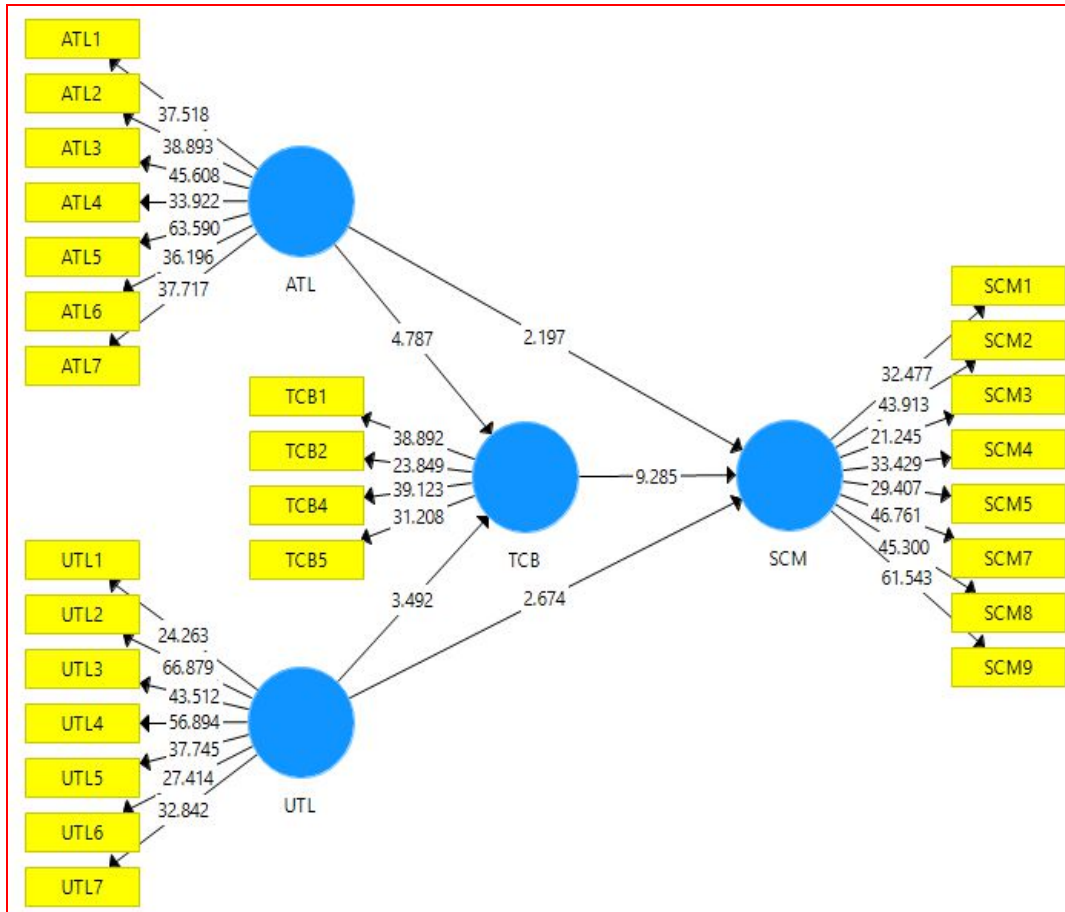 ATL1
ATL2
ATL3
ATL4
ATL5
ATL6
ATL7
37.518
38.893
45.608
33.922
63.590
36.196
37.717
ATL
4.787
2.197
TCB1
TCB2
TCB4
TCB5
38.892
23.849
39.123
31.208
TCB
9.285
3.492
2.674
UTL1
UTL2
UTL3
UTL4
UTL5
UTL6
UTL7
24.263
66.879
43.512
56.894
37.745
27.414
32.842
UTL
SCM
32.477
43.913
21.245
33.429
29.407
46.761
45.300
61.543
SCM1
SCM2
SCM3
SCM4
SCM5
SCM7
SCM8
SCM9